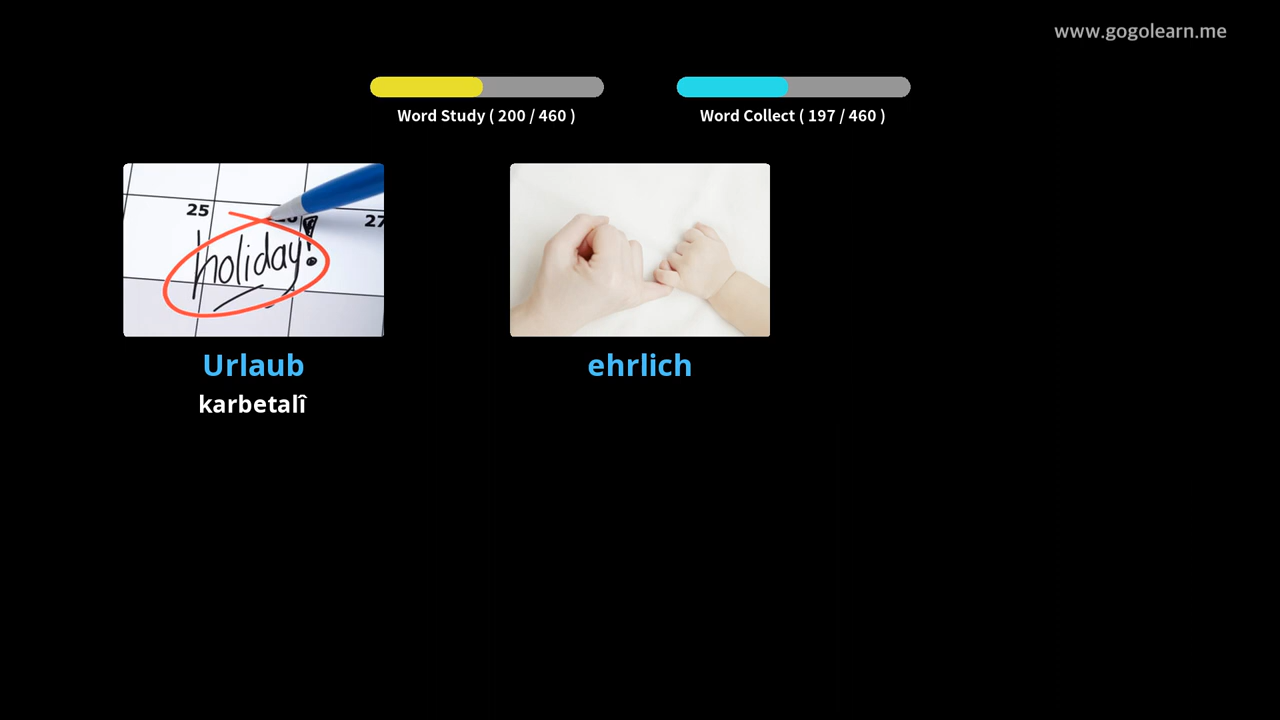 www.gogolearn.me
Word Study ( 200 / 460 )
Word Collect ( 197 / 460 )
25
27
holiday!
Urlaub
ehrlich
karbetalî